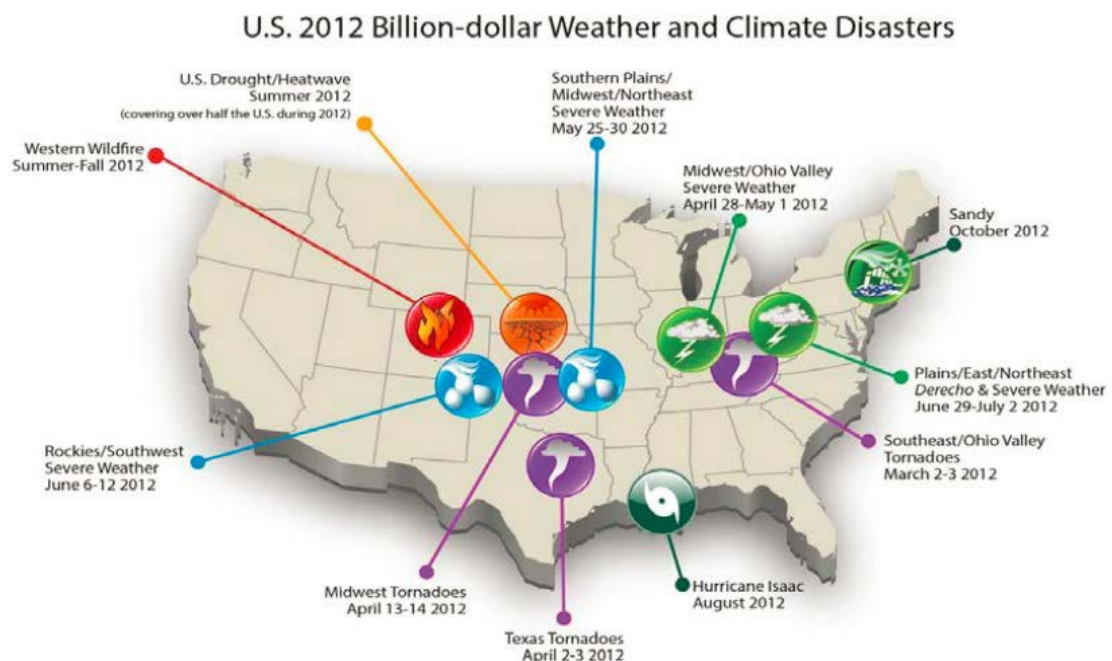 U.S. 2012 Billion-dollar Weather and Climate Disasters
U.S. Drought/Heatwave
Summer 2012
(covering over half the U.S. during 2012)
Southern Plains/
Midwest/Northeast
Severe Weather
May 25-30 2012
Western Wildfire
Summer-Fall 2012
Midwest/Ohio Valley
Severe Weather
April 28-May 1 2012
Sandy
October 2012
Plains/East/Northeast
Derecho & Severe Weather
June 29-July 2 2012
Rockies/Southwest
Severe Weather
June 6-12 2012
Southeast/Ohio Valley
Tornadoes
March 2-3 2012
Midwest Tornadoes
April 13-14 2012
Hurricane Isaac
August 2012
Texas Tornadoes
April 2-3 2012